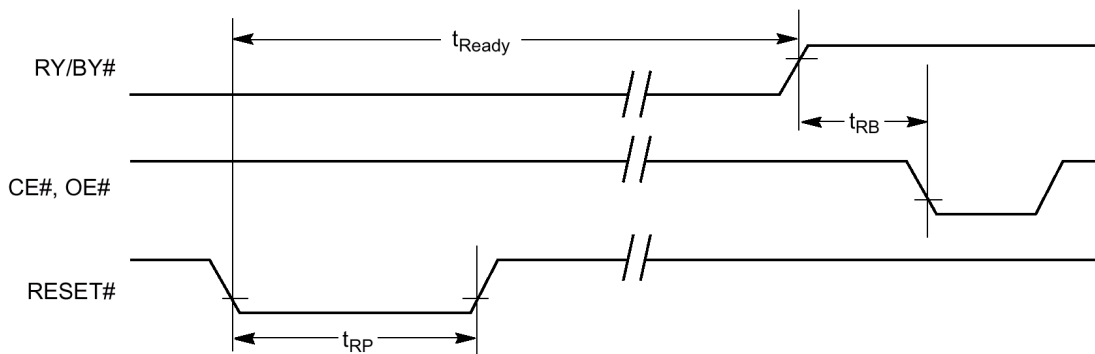 tReady
RY/BY#
tRB
CE#, OE#
RESET#
tRP